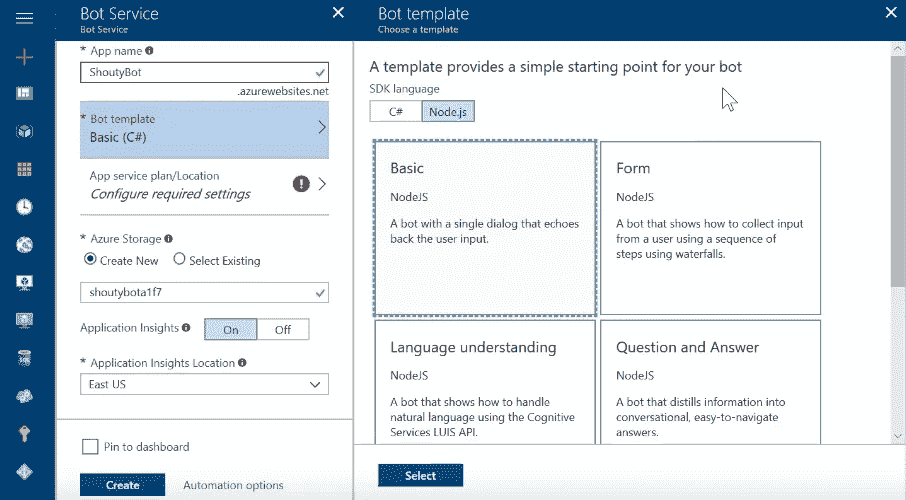 Bot Service
Bot Service
* App name
ShoutyBot
.azurewebsites.net
* Bot template
Basic (C#)
App service plan/Location
Configure required settings
* Azure Storage
Create New
Select Existing
shoutybota1f7
Application Insights
On
Off
* Application Insights Location
East US
Pin to dashboard
Create
Automation options
Bot template
Choose a template
A template provides a simple starting point for your bot
SDK language
C#
Node.js
Basic
NodeJS
A bot with a single dialog that echoes
back the user input.
Form
NodeJS
A bot that shows how to collect input
from a user using a sequence of
steps using waterfalls.
Language understanding
NodeJS
A bot that shows how to handle
natural language using the Cognitive
Services LUIS API.
Question and Answer
NodeJS
A bot that distills information into
conversational, easy-to-navigate
answers.
Select